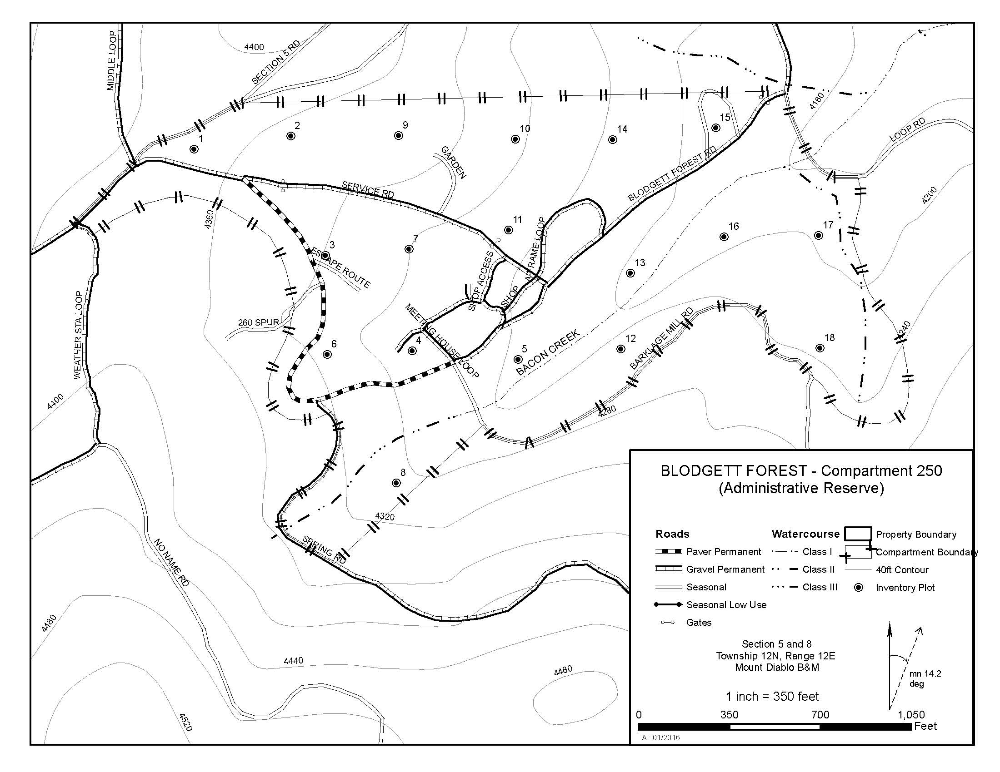 MIDDLE LOOP
4400
SECTION 5 RD
4160
LOOP RD
1
2
9
10
14
15
GARDEN
SERVICE RD
BLODGETT FOREST RD
4200
4360
3
ESCAPE ROUTE
7
11
A-FRAME LOOP
SHOP ACCESS
SHOP
13
16
17
WEATHER STA LOOP
260 SPUR
6
MEETING HOUSE LOOP
4
5
BACON CREEK
12
BARKLAGE MILL RD
18
4240
4400
4280
8
4320
SPRING RD
NO NAME RD
4480
4440
4480
4520
BLODGETT FOREST - Compartment 250
(Administrative Reserve)
Roads
Paver Permanent
Gravel Permanent
Seasonal
Seasonal Low Use
Gates
Watercourse
Class I
Class II
Class III
Property Boundary
Compartment Boundary
40ft Contour
Inventory Plot
Section 5 and 8
Township 12N, Range 12E
Mount Diablo B&M
mn 14.2
deg
1 inch = 350 feet
0 350 700 1,050
Feet
AT 01/2016